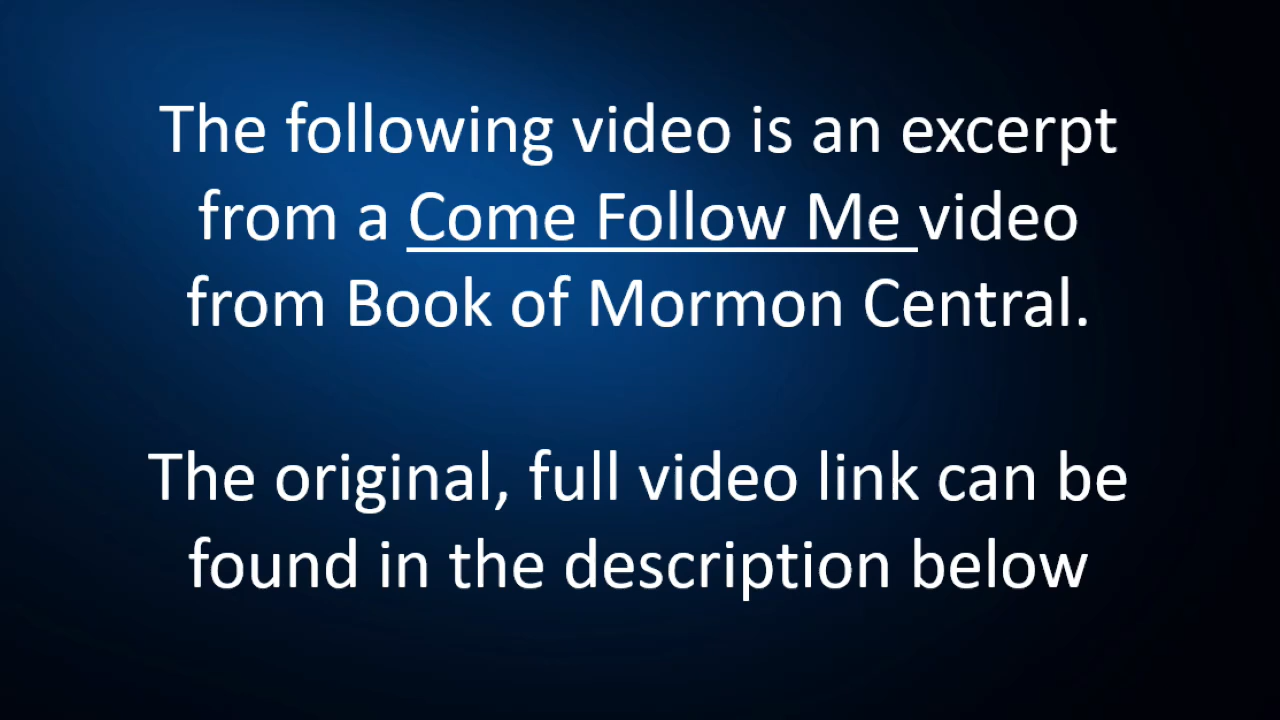 The following video is an excerpt
from a Come Follow Me video
from Book of Mormon Central.
The original, full video link can be
found in the description below